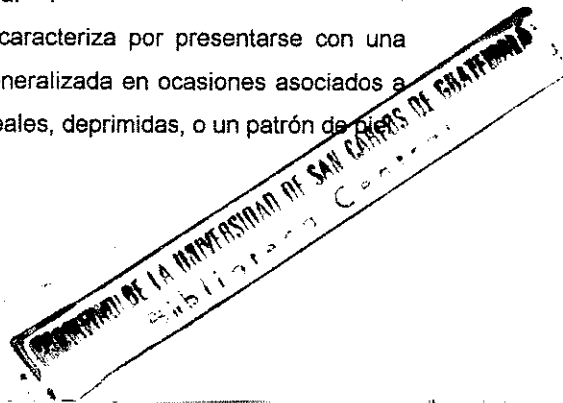 caracteriza por presentarse con una
neralizada en ocasiones asociados a
eales, deprimidas, o un patrón de piel
DE LA UNIVERSIDAD DE SAN CARLOS DE GUATEMALA
Biblioteca Central